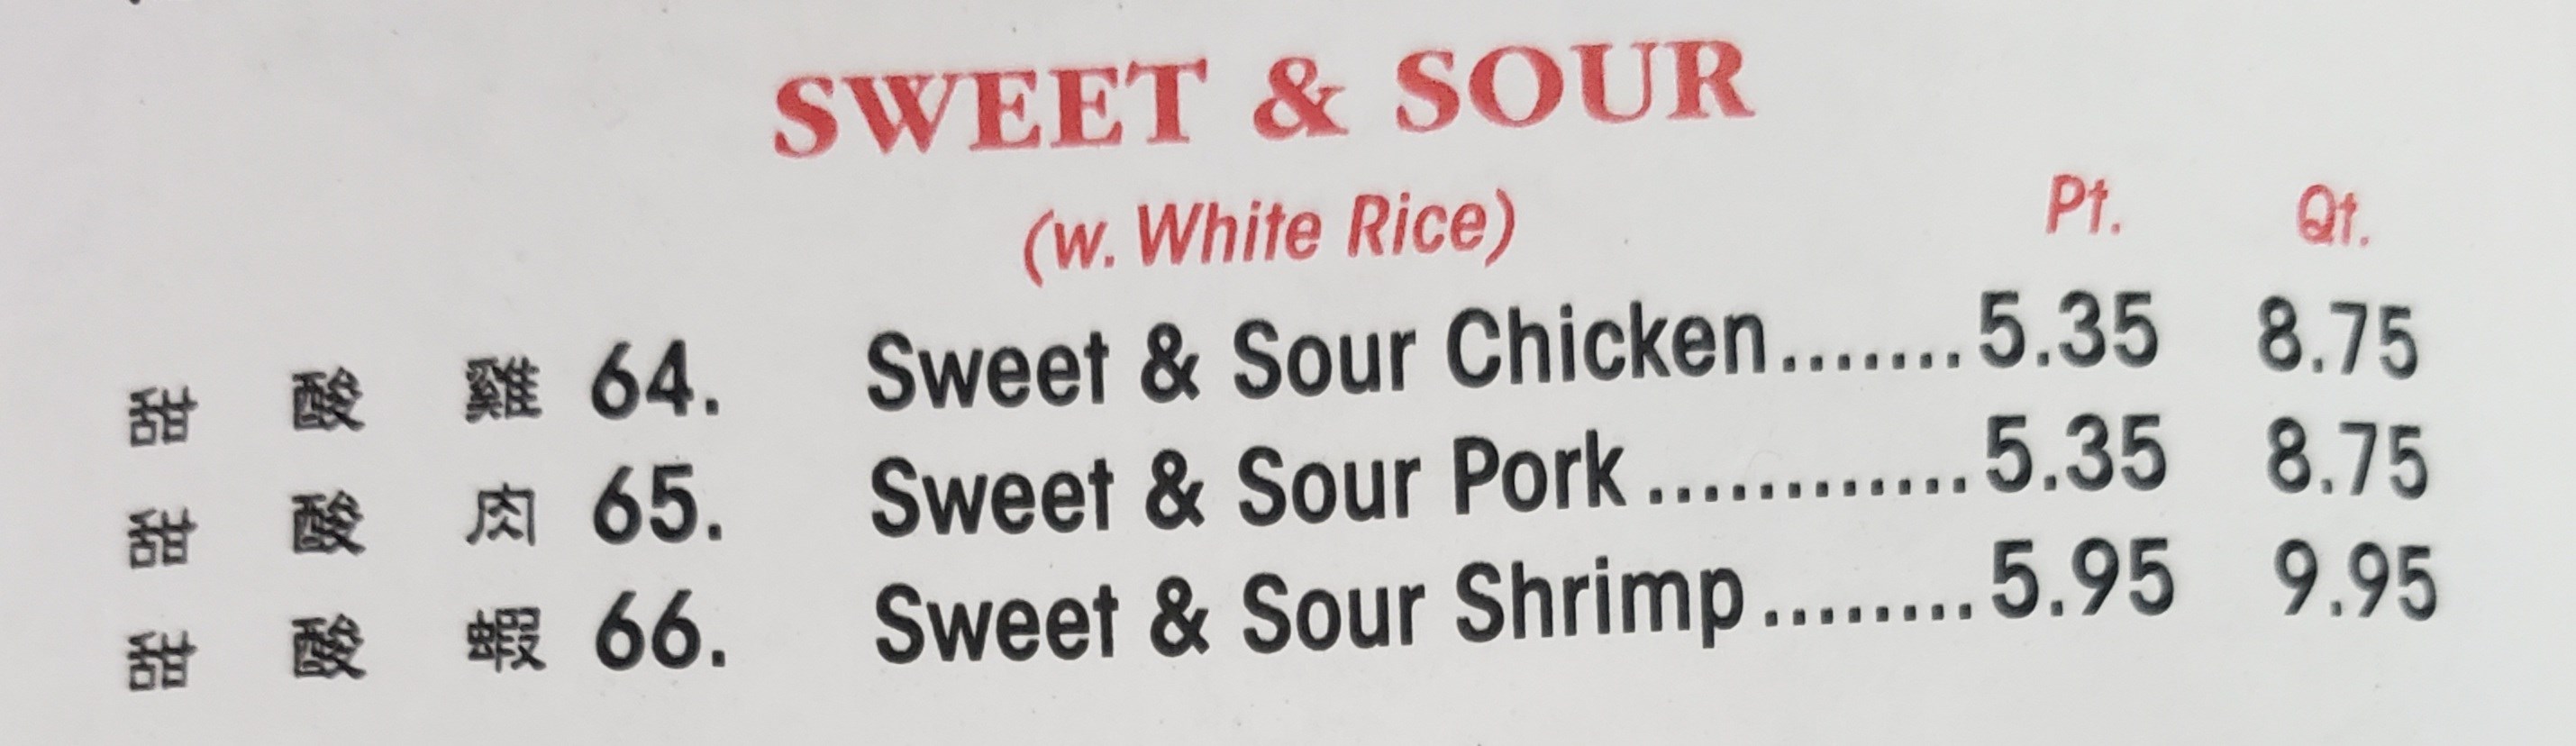 SWEET & SOUR
(w. White Rice) Pt. Qt.
甜 酸 雞 64. Sweet & Sour Chicken.......5.35 8.75
甜 酸 肉 65. Sweet & Sour Pork............5.35 8.75
甜 酸 蝦 66. Sweet & Sour Shrimp........5.95 9.95